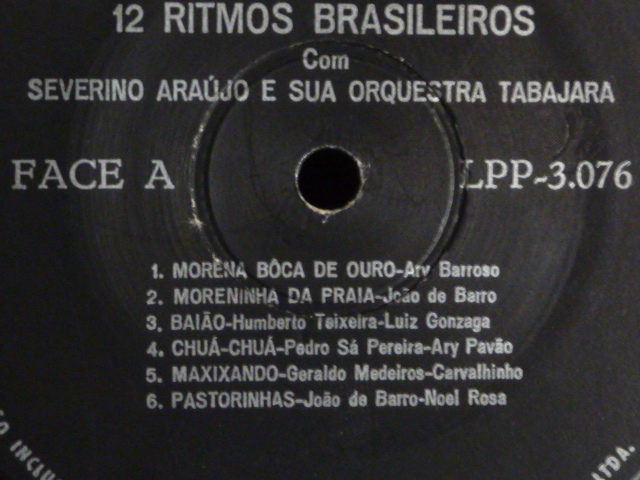 12 RITMOS BRASILEIROS
Com
SEVERINO ARAÚJO E SUA ORQUESTRA TABAJARA
FACE A
LPP-3.076
1. MORENA BÔCA DE OURO-Ary Barroso
2. MORENINHA DA PRAIA-João de Barro
3. BAIÃO-Humberto Teixeira-Luiz Gonzaga
4. CHUÁ-CHUÁ-Pedro Sá Pereira-Ary Pavão
5. MAXIXANDO-Geraldo Medeiros-Carvalhinho
6. PASTORINHAS-João de Barro-Noel Rosa
LTDA.